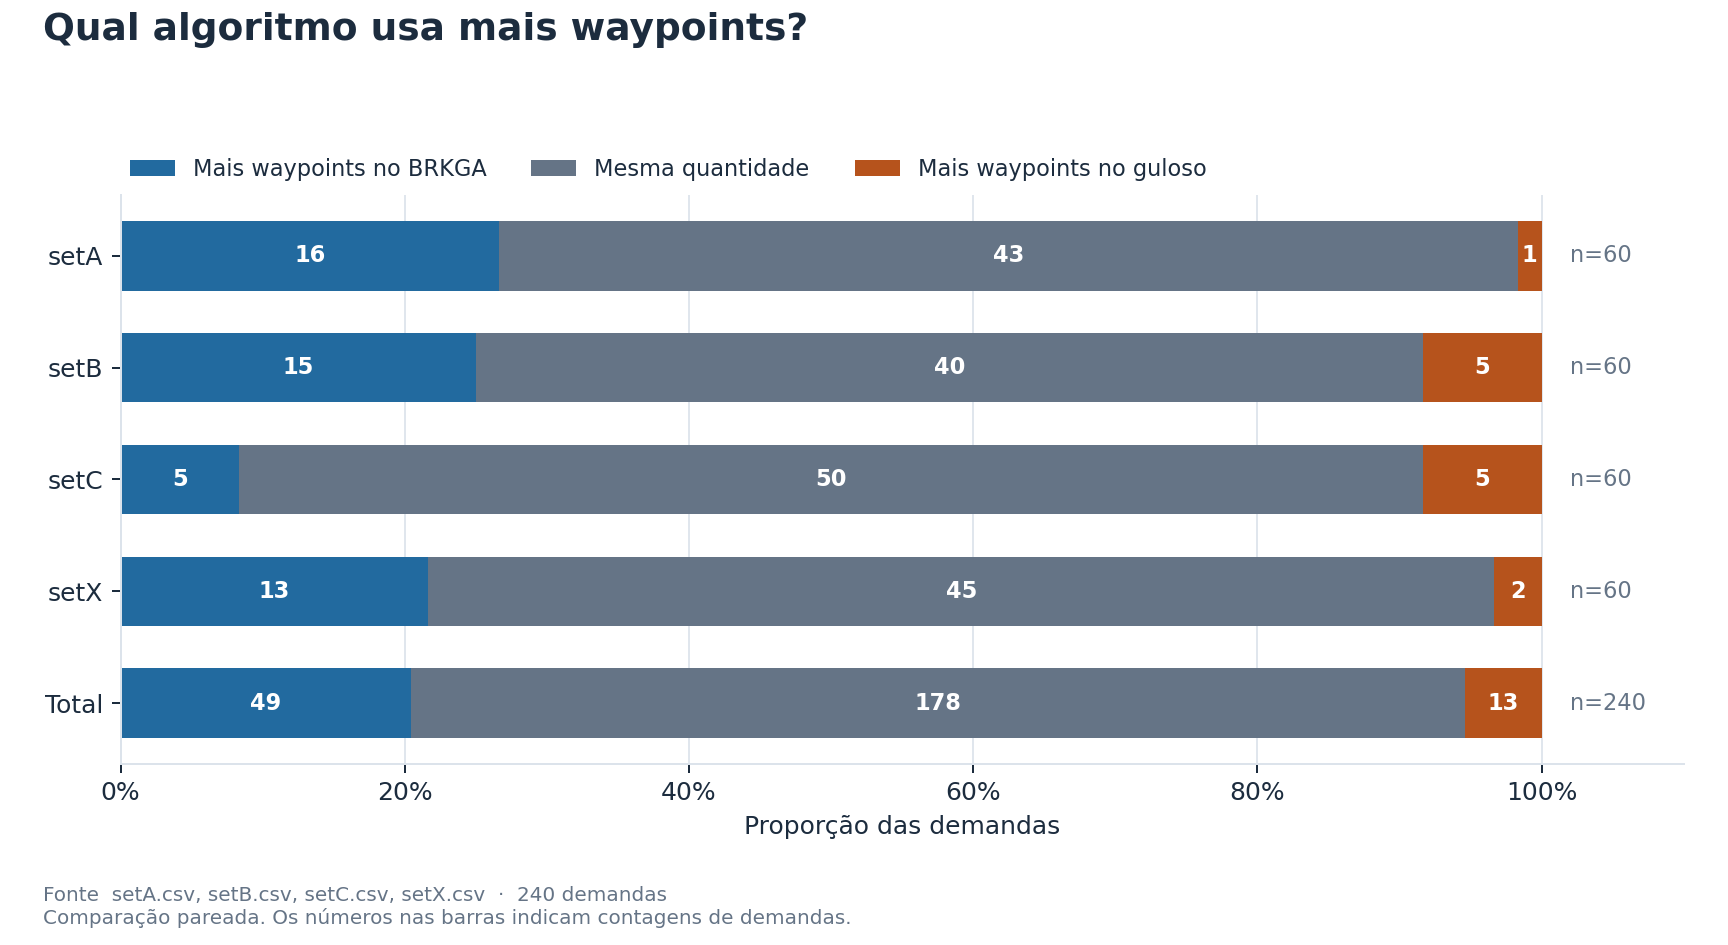 Qual algoritmo usa mais waypoints?
Mais waypoints no BRKGA Mesma quantidade Mais waypoints no guloso
setA 16 43 1 n=60
setB 15 40 5 n=60
setC 5 50 5 n=60
setX 13 45 2 n=60
Total 49 178 13 n=240
0% 20% 40% 60% 80% 100%
Proporção das demandas
Fonte setA.csv, setB.csv, setC.csv, setX.csv · 240 demandas
Comparação pareada. Os números nas barras indicam contagens de demandas.